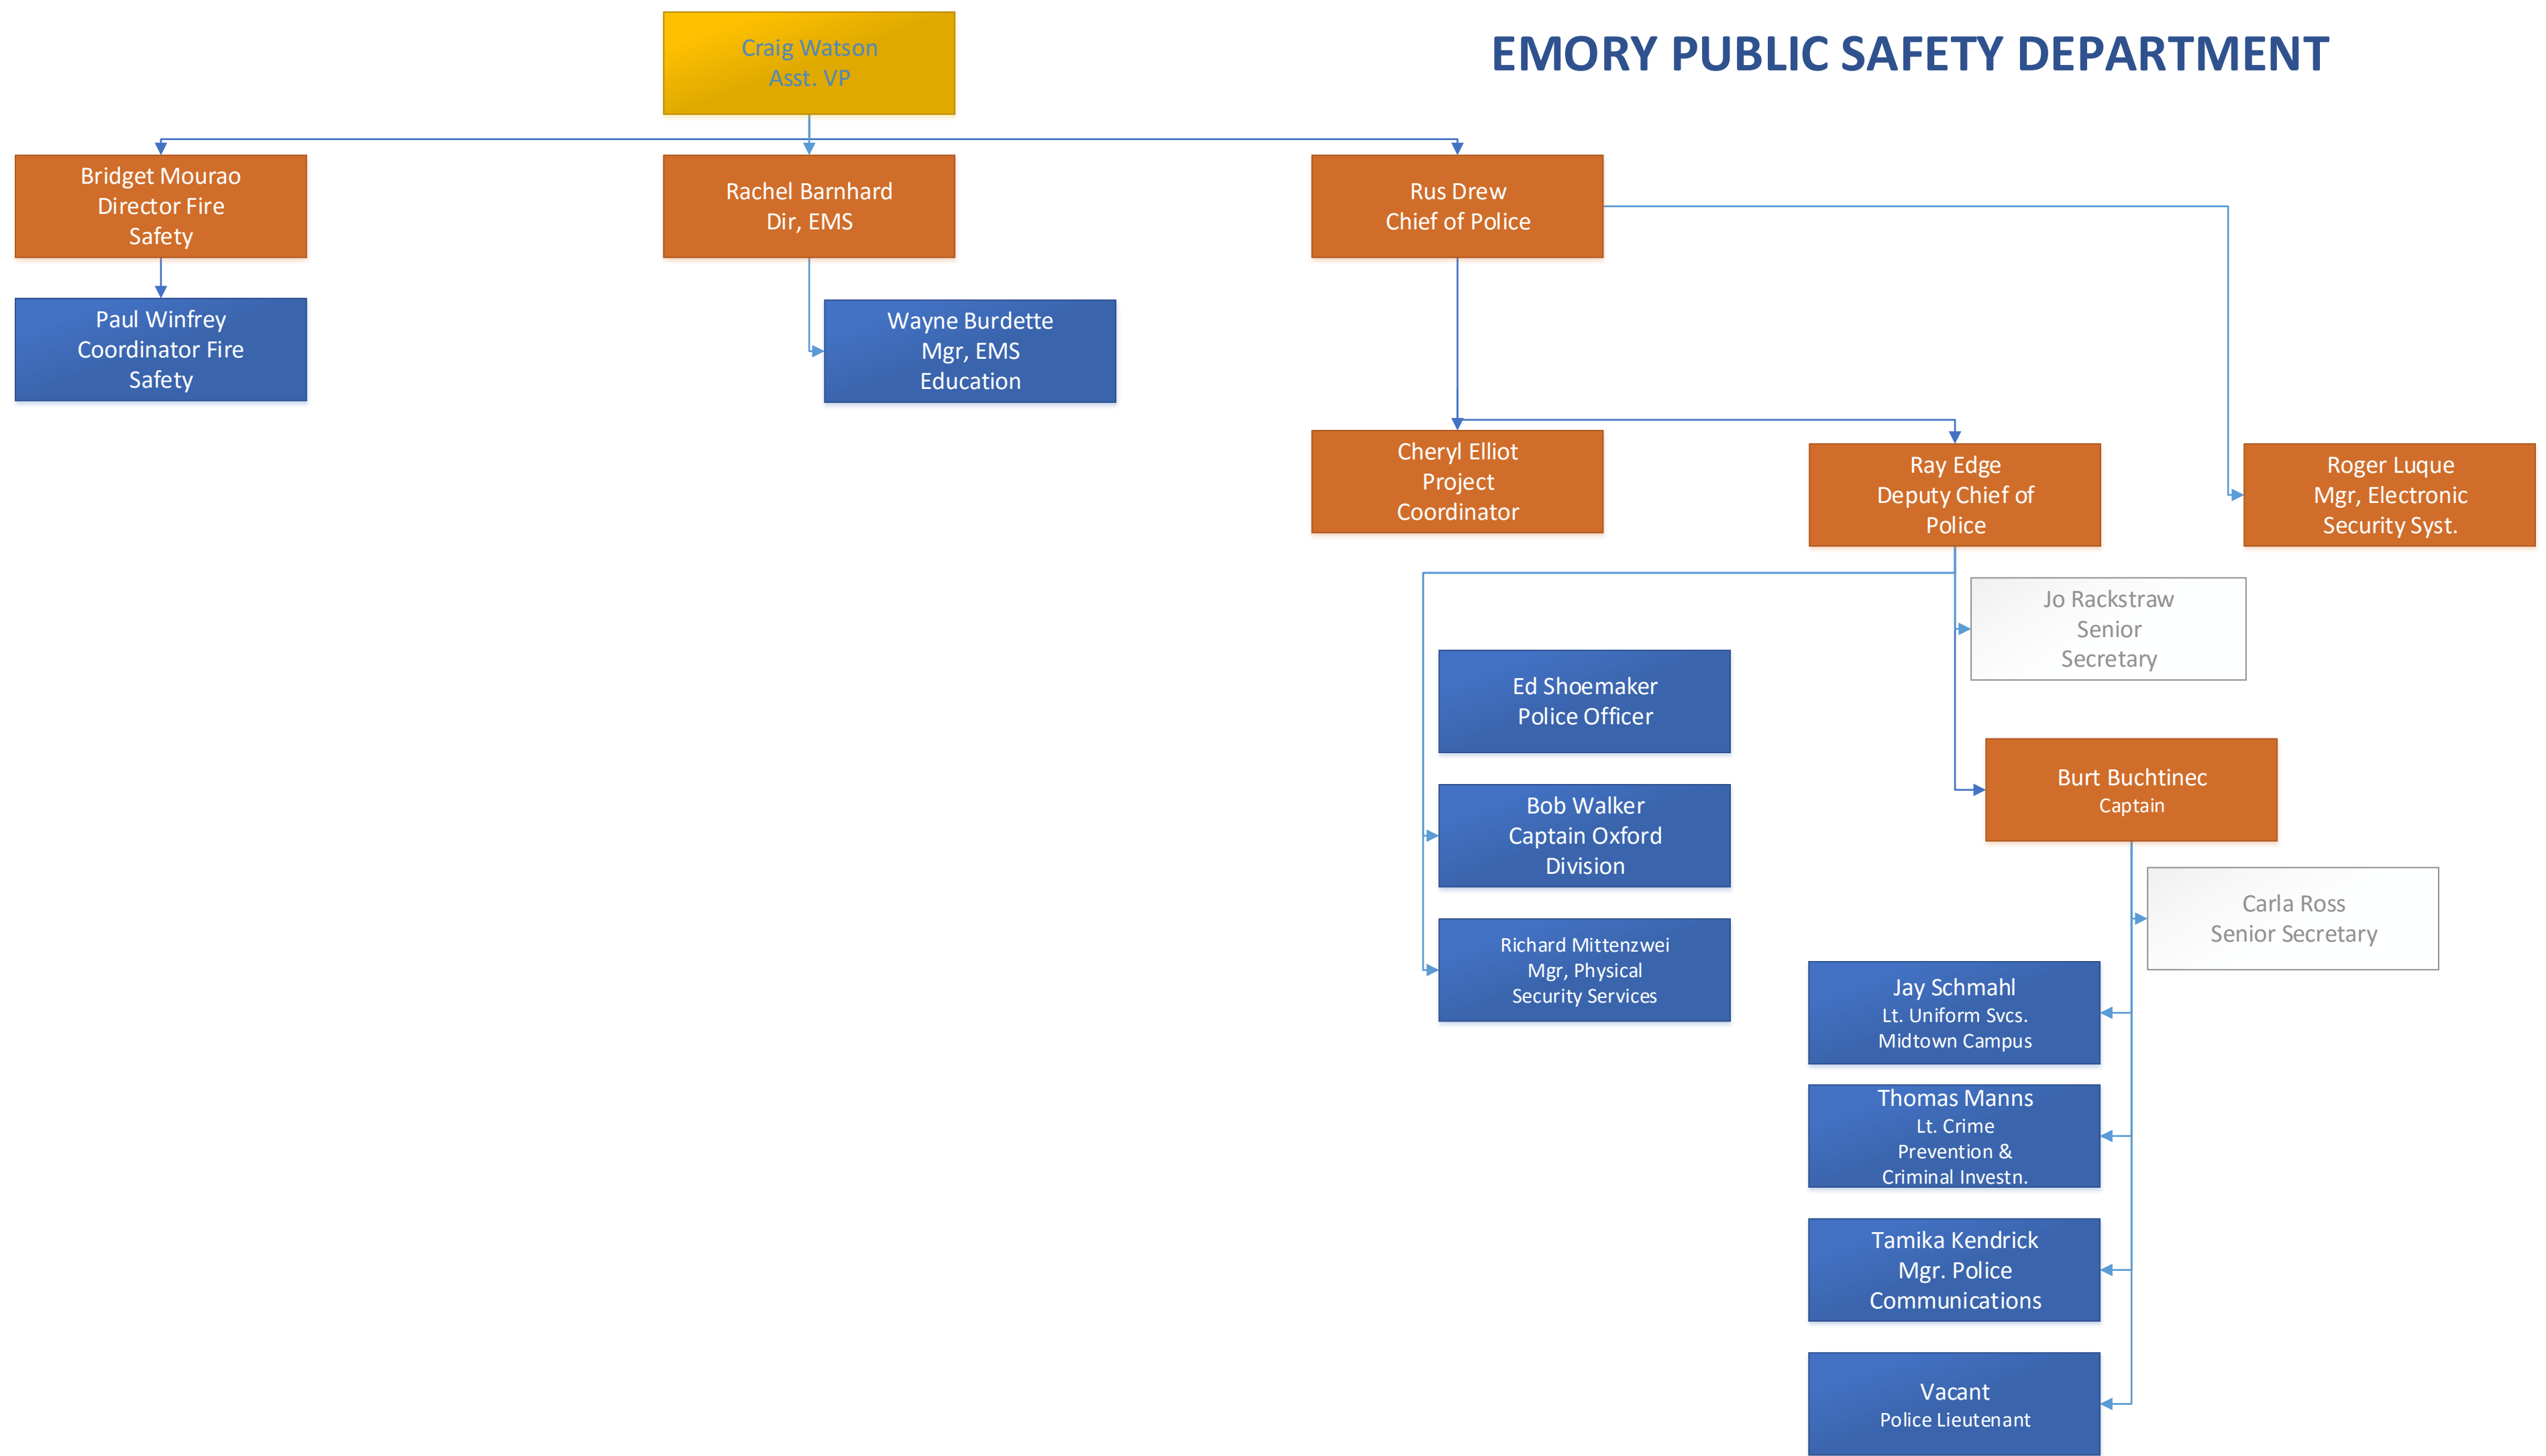 EMORY PUBLIC SAFETY DEPARTMENT
Craig Watson
Asst. VP
Bridget Mourao
Director Fire
Safety
Rachel Barnhard
Dir, EMS
Rus Drew
Chief of Police
Paul Winfrey
Coordinator Fire
Safety
Wayne Burdette
Mgr, EMS
Education
Cheryl Elliot
Project
Coordinator
Ray Edge
Deputy Chief of
Police
Roger Luque
Mgr, Electronic
Security Syst.
Jo Rackstraw
Senior
Secretary
Ed Shoemaker
Police Officer
Bob Walker
Captain Oxford
Division
Richard Mittenzwei
Mgr, Physical
Security Services
Burt Buchtinec
Captain
Carla Ross
Senior Secretary
Jay Schmahl
Lt. Uniform Svcs.
Midtown Campus
Thomas Manns
Lt. Crime
Prevention &
Criminal Investn.
Tamika Kendrick
Mgr. Police
Communications
Vacant
Police Lieutenant